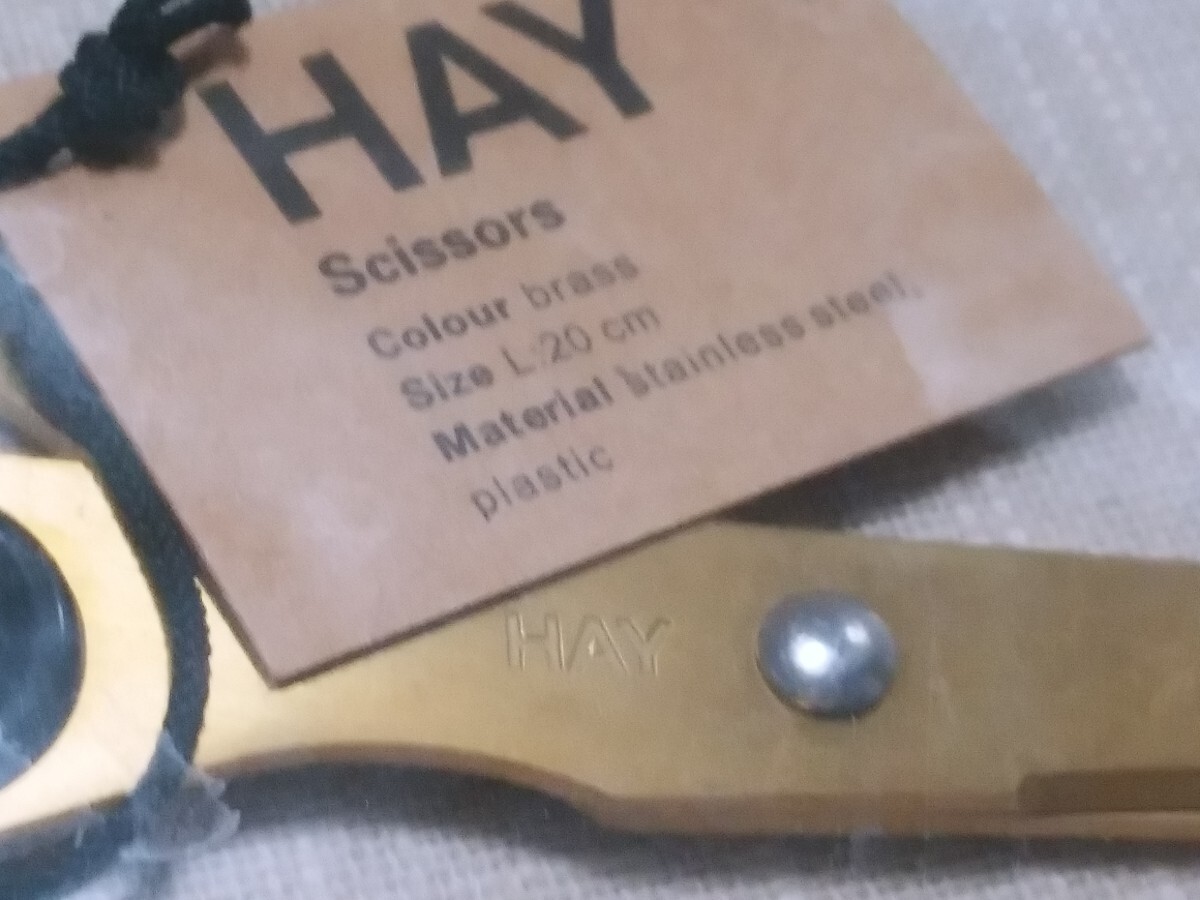 HAY
Scissors
Colour brass
Size L:20 cm
Material Stainless steel,
plastic
HAY